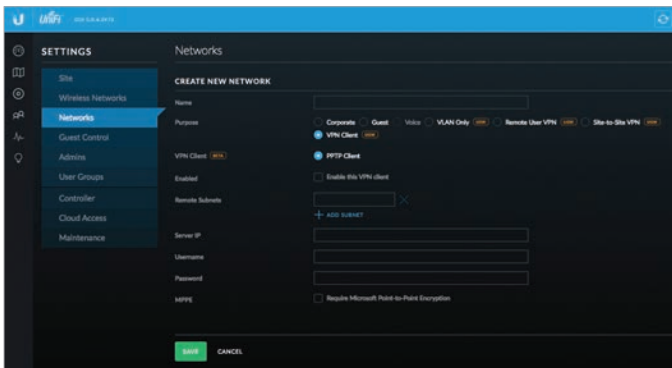 UniFi
SETTINGS
Site
Wireless Networks
Networks
Guest Control
Admins
User Groups
Controller
Cloud Access
Maintenance
Networks
CREATE NEW NETWORK
Name
Purpose
Corporate Guest Voice VLAN Only Remote User VPN Site-to-Site VPN
VPN Client
VPN Client BETA PPTP Client
Enabled Enable this VPN client
Remote Subnets
ADD SUBNET
Server IP
Username
Password
MPPE Require Microsoft Point-to-Point Encryption
SAVE CANCEL